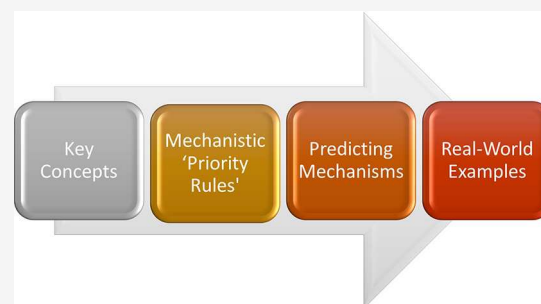 Key
Concepts
Mechanistic
‘Priority
Rules'
Predicting
Mechanisms
Real-World
Examples